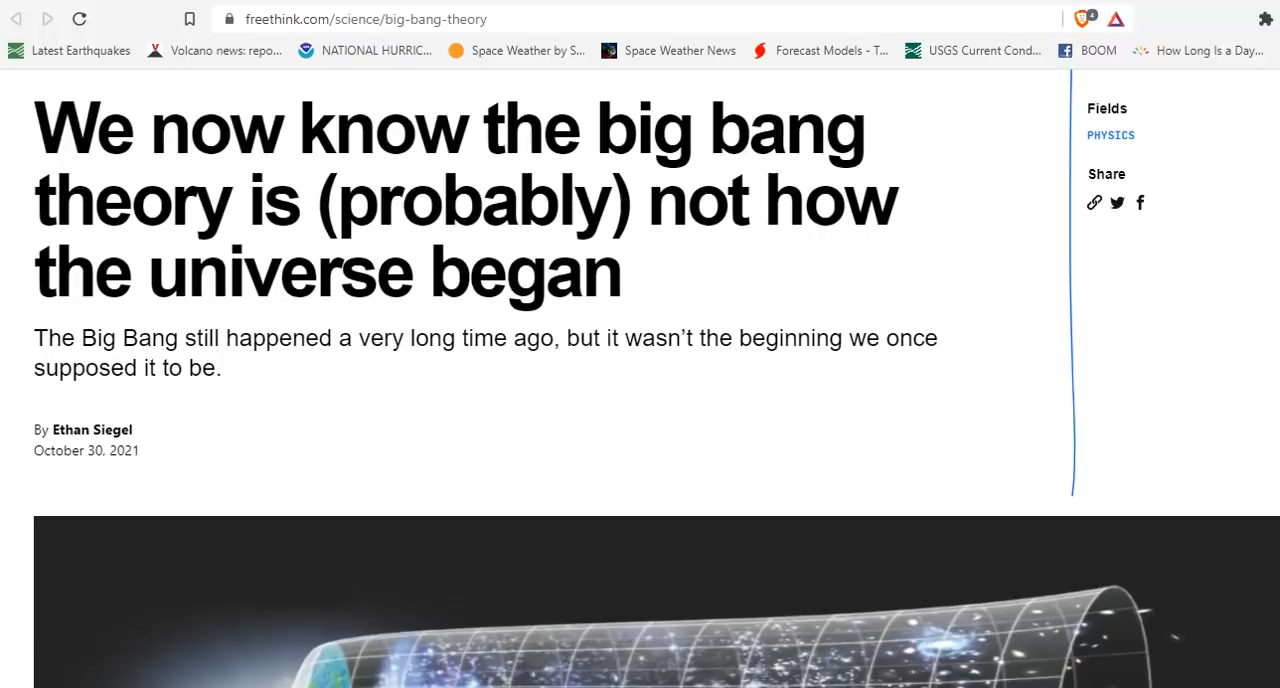 freethink.com/science/big-bang-theory
4
Latest Earthquakes Volcano news: repo... NATIONAL HURRIC... Space Weather by S... Space Weather News Forecast Models - T... USGS Current Cond... BOOM How Long Is a Day...
We now know the big bang
theory is (probably) not how
the universe began
The Big Bang still happened a very long time ago, but it wasn’t the beginning we once
supposed it to be.
By Ethan Siegel
October 30, 2021
Fields
PHYSICS
Share